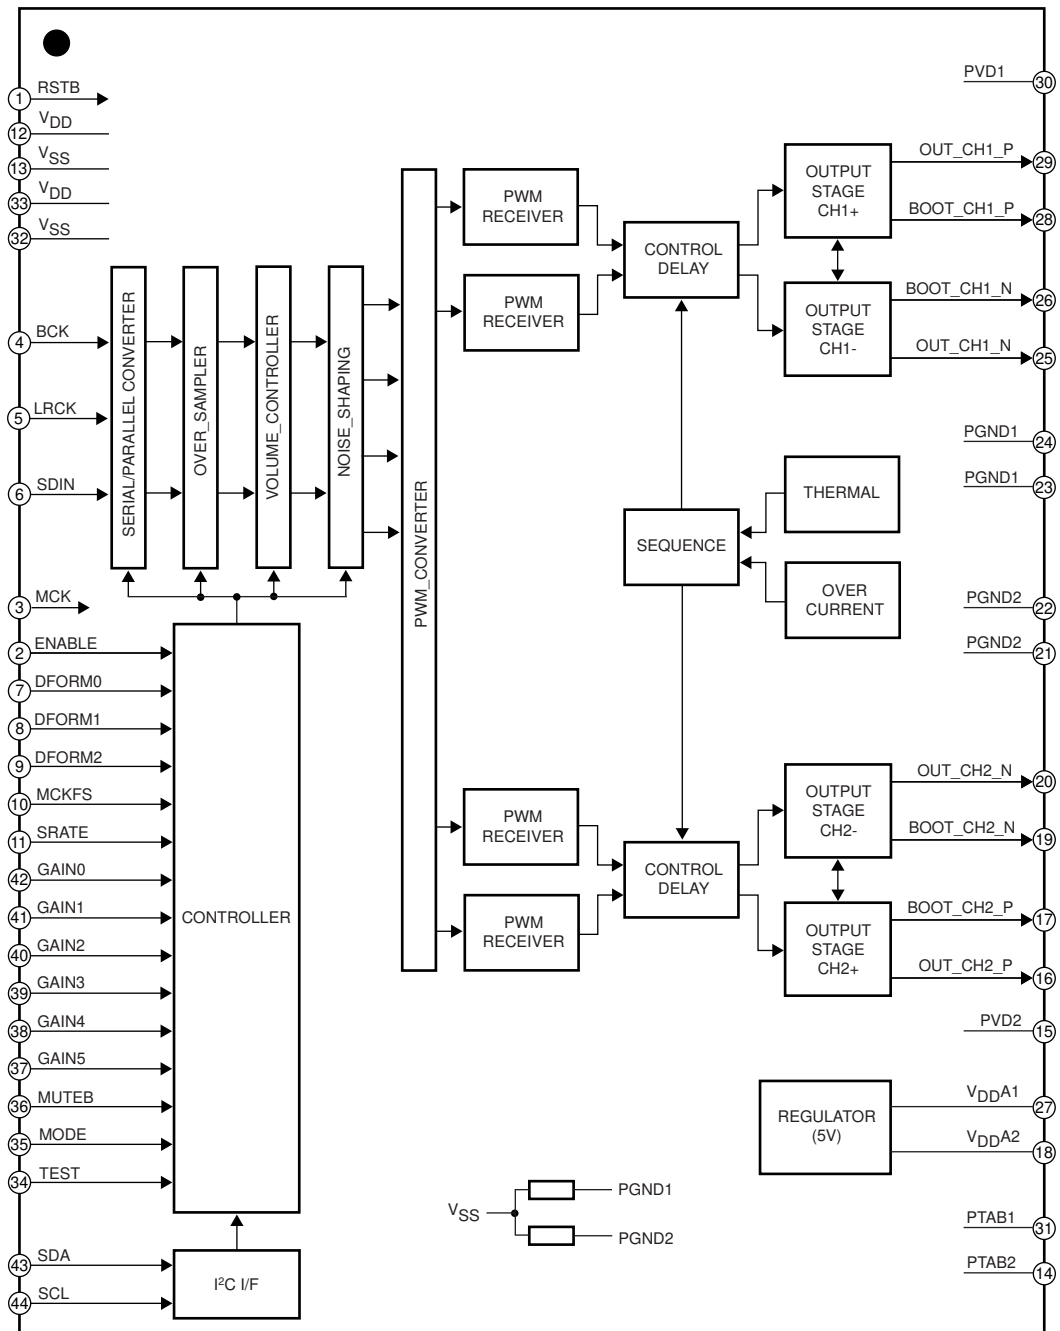 1 RSTB
12 VDD
13 VSS
33 VDD
32 VSS
4 BCK
5 LRCK
6 SDIN
3 MCK
2 ENABLE
7 DFORM0
8 DFORM1
9 DFORM2
10 MCKFS
11 SRATE
42 GAIN0
41 GAIN1
40 GAIN2
39 GAIN3
38 GAIN4
37 GAIN5
36 MUTEB
35 MODE
34 TEST
43 SDA
44 SCL
SERIAL/PARALLEL CONVERTER
OVER_SAMPLER
VOLUME_CONTROLLER
NOISE_SHAPING
CONTROLLER
I²C I/F
PWM_CONVERTER
PWM
RECEIVER
PWM
RECEIVER
PWM
RECEIVER
PWM
RECEIVER
CONTROL
DELAY
SEQUENCE
CONTROL
DELAY
OUTPUT
STAGE
CH1+
OUTPUT
STAGE
CH1-
THERMAL
OVER
CURRENT
OUTPUT
STAGE
CH2-
OUTPUT
STAGE
CH2+
REGULATOR
(5V)
VSS
PGND1
PGND2
PVD1 30
OUT_CH1_P 29
BOOT_CH1_P 28
BOOT_CH1_N 26
OUT_CH1_N 25
PGND1 24
PGND1 23
PGND2 22
PGND2 21
OUT_CH2_N 20
BOOT_CH2_N 19
BOOT_CH2_P 17
OUT_CH2_P 16
PVD2 15
VDDA1 27
VDDA2 18
PTAB1 31
PTAB2 14